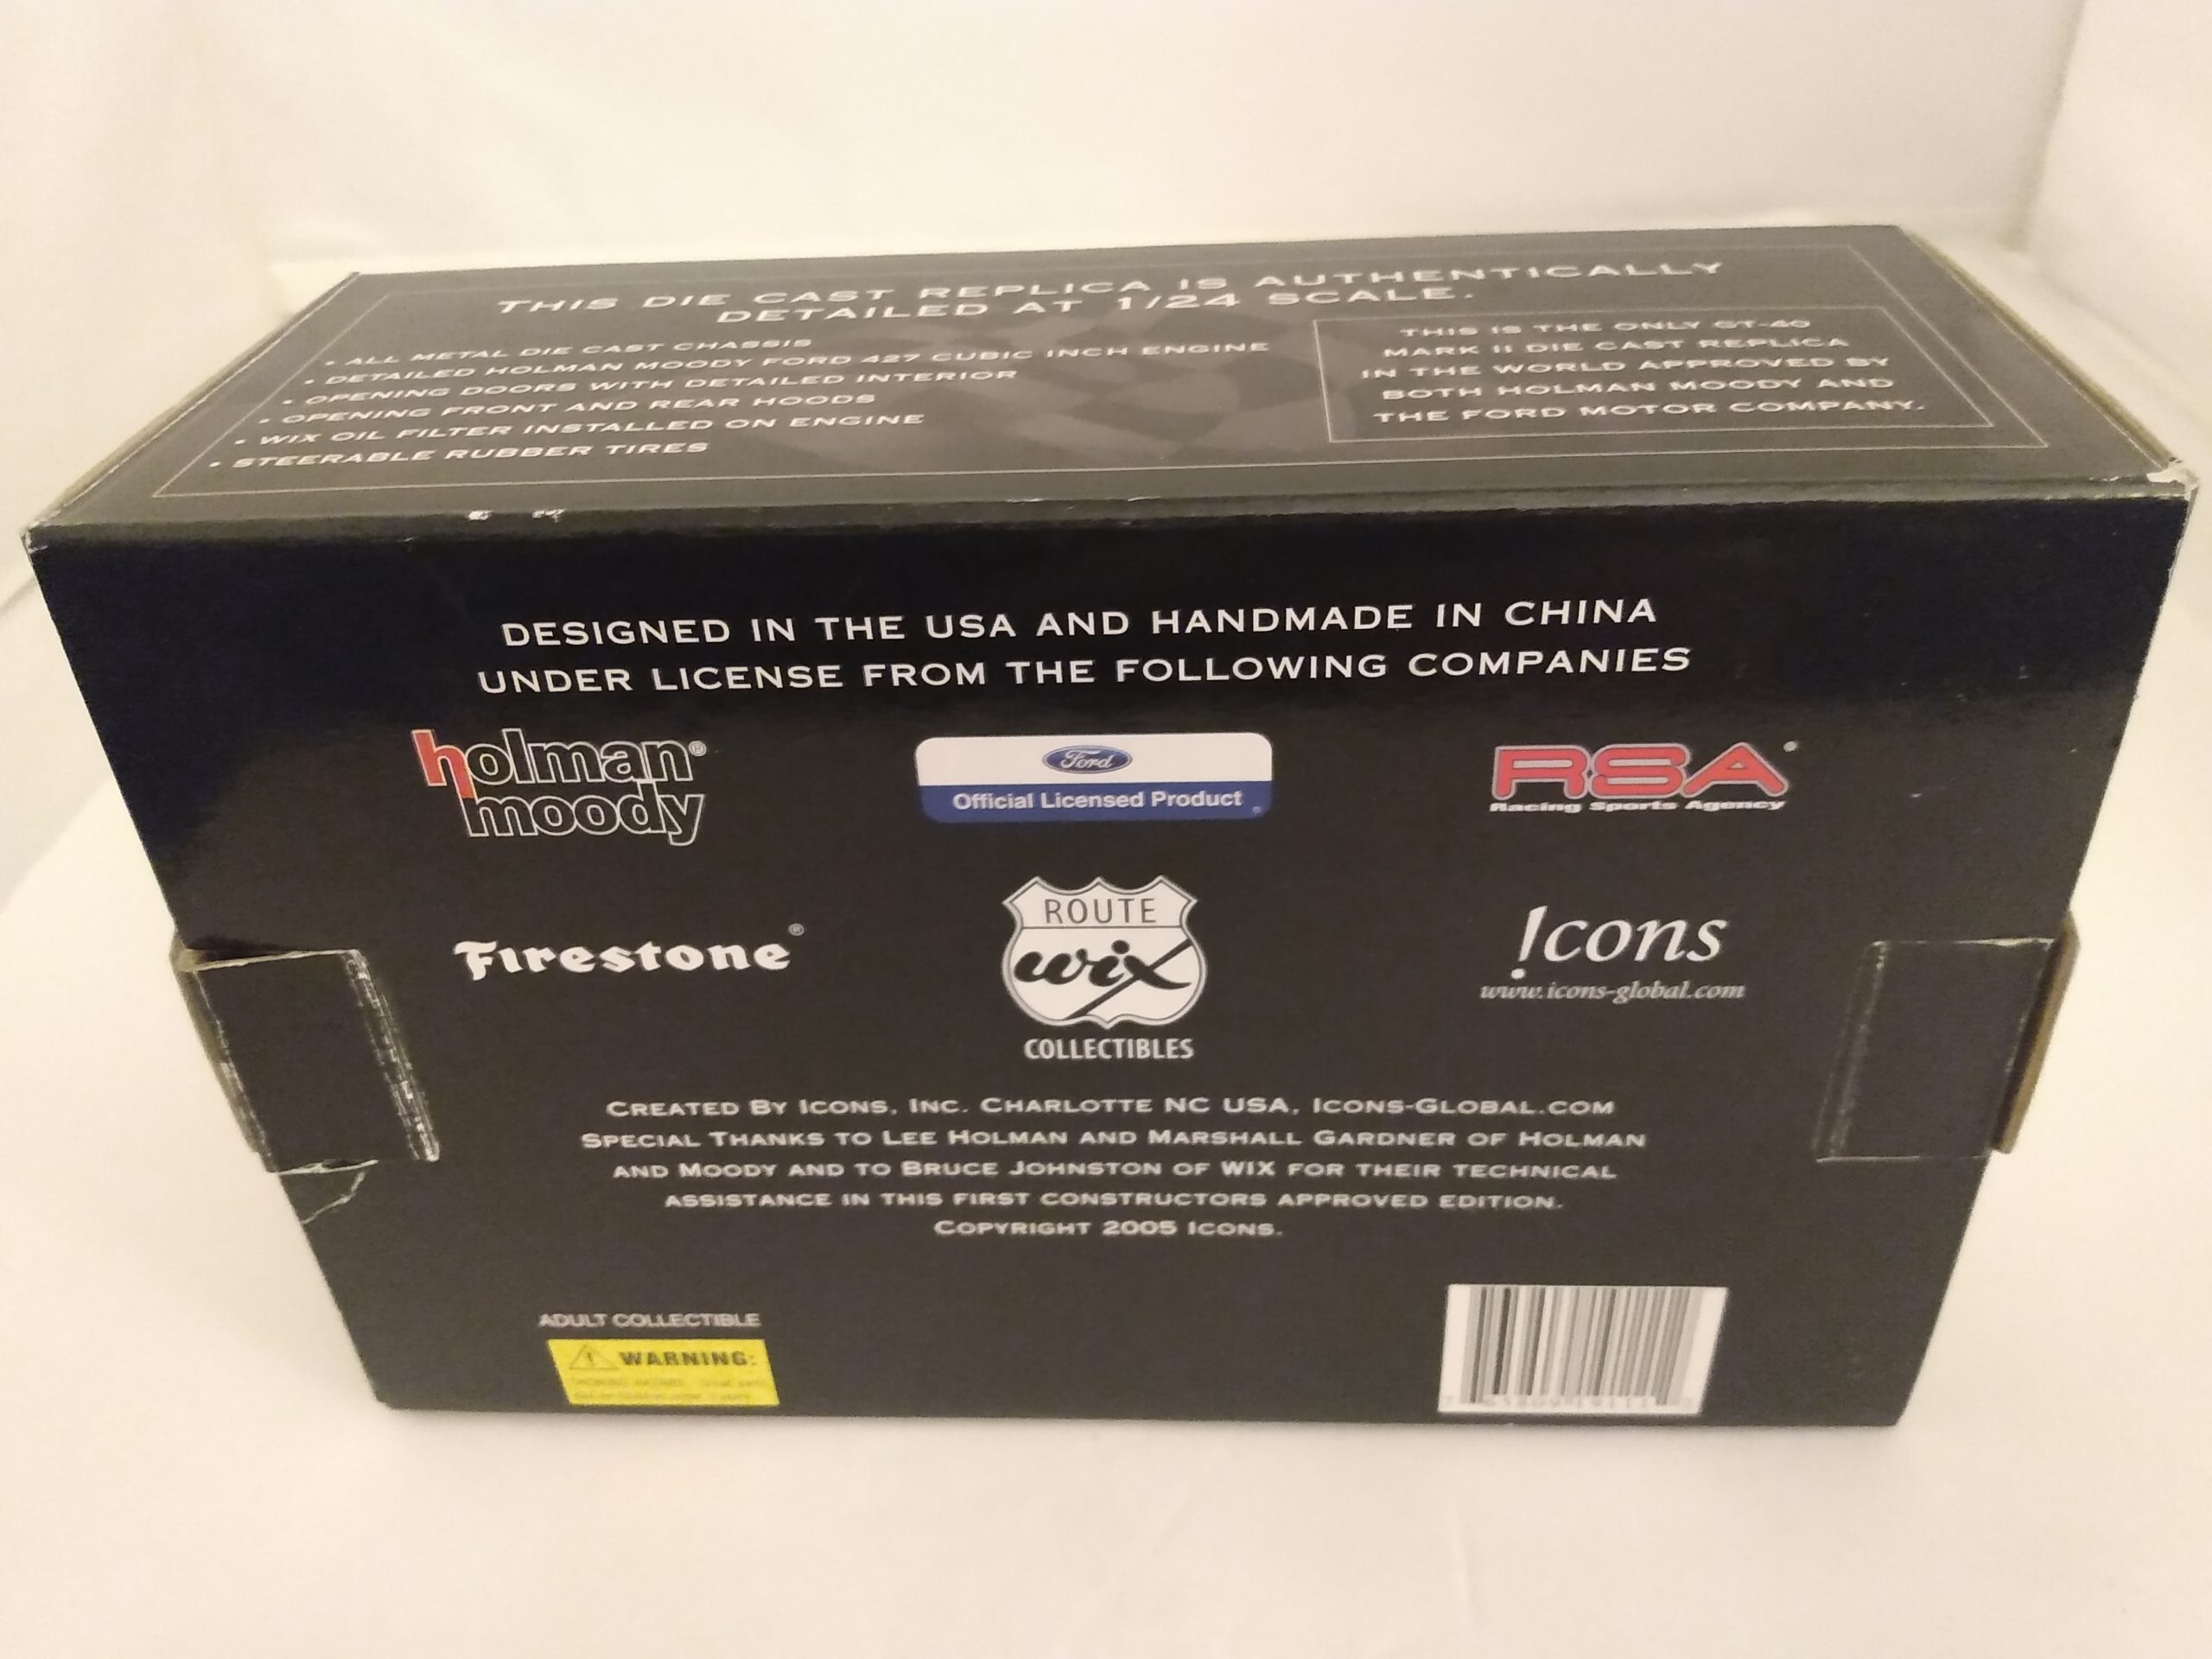 THIS DIE CAST REPLICA IS AUTHENTICALLY
DETAILED AT 1/24 SCALE.
• ALL METAL DIE CAST CHASSIS
• DETAILED HOLMAN MOODY FORD 427 CUBIC INCH ENGINE
• OPENING DOORS WITH DETAILED INTERIOR
• OPENING FRONT AND REAR HOODS
• WIX OIL FILTER INSTALLED ON ENGINE
• STEERABLE RUBBER TIRES
THIS IS THE ONLY GT-40
MARK II DIE CAST REPLICA
IN THE WORLD APPROVED BY
BOTH HOLMAN MOODY AND
THE FORD MOTOR COMPANY.
DESIGNED IN THE USA AND HANDMADE IN CHINA
UNDER LICENSE FROM THE FOLLOWING COMPANIES
holman®
moody
Ford
Official Licensed Product
RSA
Racing Sports Agency
Firestone®
ROUTE
wix
COLLECTIBLES
Icons
www.icons-global.com
CREATED BY ICONS, INC. CHARLOTTE NC USA, ICONS-GLOBAL.COM
SPECIAL THANKS TO LEE HOLMAN AND MARSHALL GARDNER OF HOLMAN
AND MOODY AND TO BRUCE JOHNSTON OF WIX FOR THEIR TECHNICAL
ASSISTANCE IN THIS FIRST CONSTRUCTORS APPROVED EDITION.
COPYRIGHT 2005 ICONS.
ADULT COLLECTIBLE
WARNING: